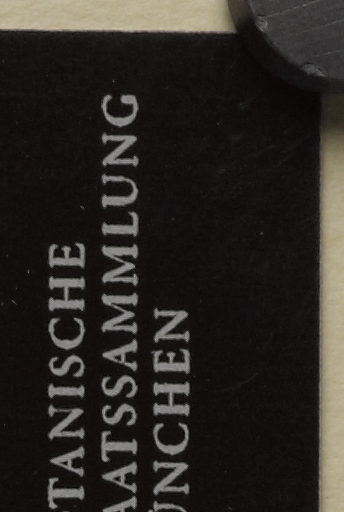 TANISCHE
AATSSAMMLUNG
ÜNCHEN